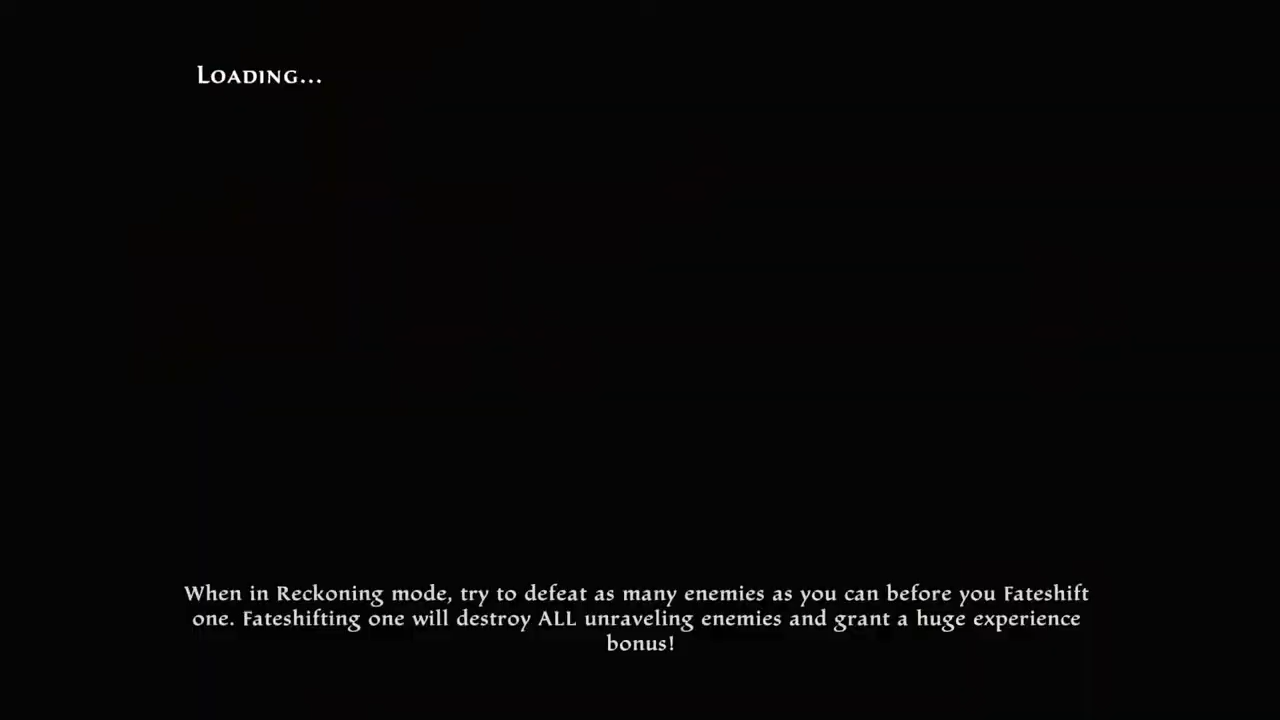 Loading...
When in Reckoning mode, try to defeat as many enemies as you can before you Fateshift
one. Fateshifting one will destroy ALL unraveling enemies and grant a huge experience
bonus!